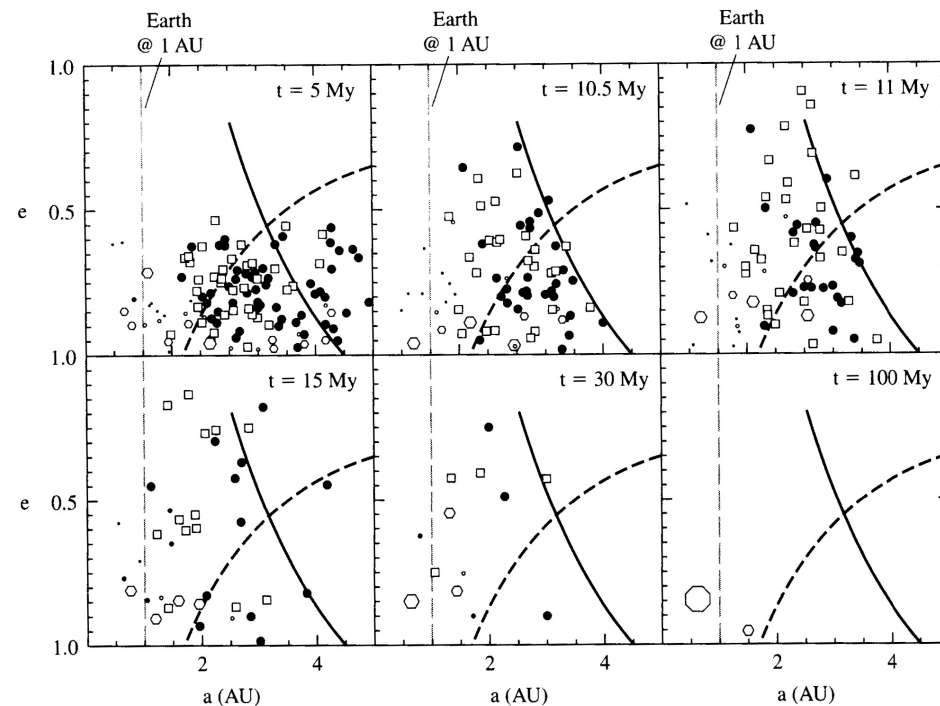 Earth
@ 1 AU
Earth
@ 1 AU
Earth
@ 1 AU
1.0
t = 5 My
t = 10.5 My
t = 11 My
e
0.5
1.0
t = 15 My
t = 30 My
t = 100 My
e
0.5
1.0
2
4
2
4
2
4
a (AU)
a (AU)
a (AU)